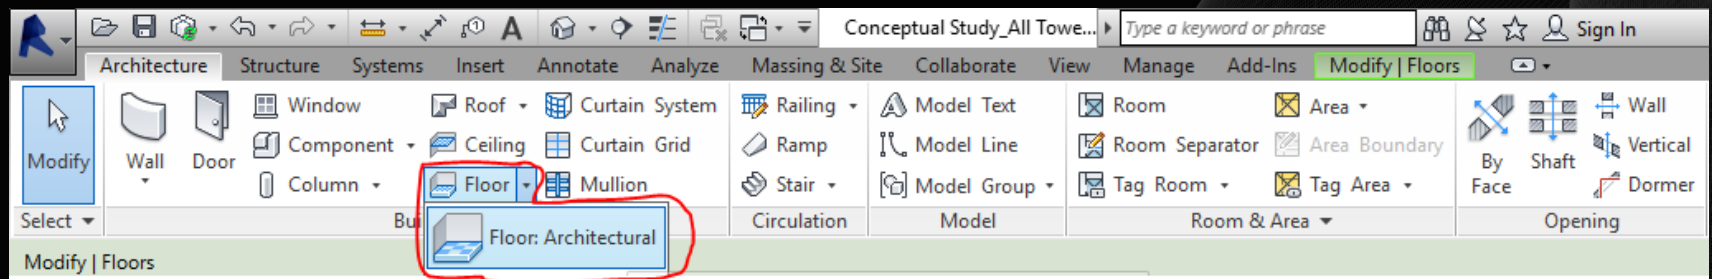 Conceptual Study_All Towe... Type a keyword or phrase Sign In
Architecture Structure Systems Insert Annotate Analyze Massing & Site Collaborate View Manage Add-Ins Modify | Floors
Window Roof Curtain System Railing Model Text Room Area Wall
Component Ceiling Curtain Grid Ramp Model Line Room Separator Area Boundary Vertical
Modify Wall Door By Shaft
Column Floor Mullion Stair Model Group Tag Room Tag Area Face Dormer
Select Circulation Model Room & Area Opening
Floor: Architectural
Modify | Floors